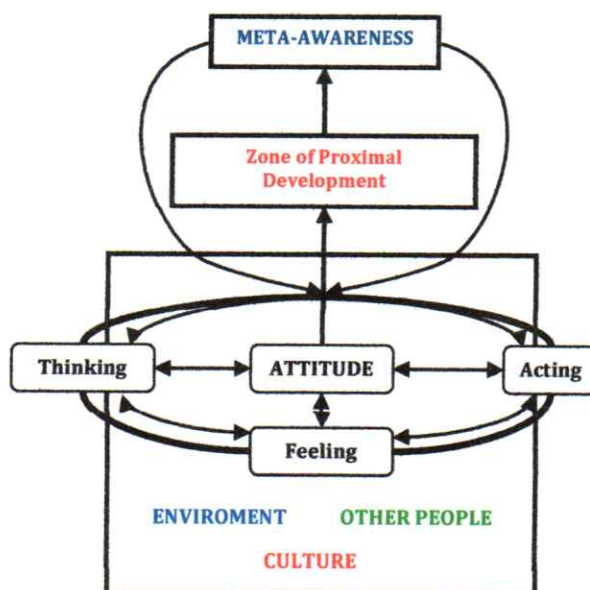 META-AWARENESS
Zone of Proximal
Development
Thinking
ATTITUDE
Acting
Feeling
ENVIROMENT
OTHER PEOPLE
CULTURE